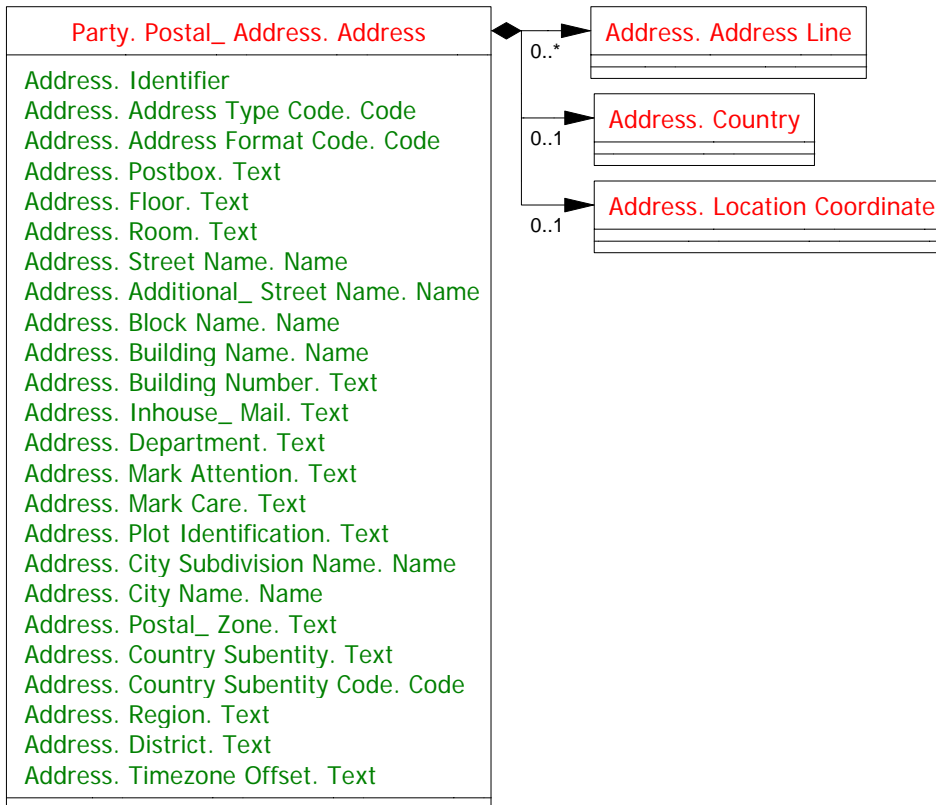 Party. Postal_ Address. Address
Address. Identifier
Address. Address Type Code. Code
Address. Address Format Code. Code
Address. Postbox. Text
Address. Floor. Text
Address. Room. Text
Address. Street Name. Name
Address. Additional_ Street Name. Name
Address. Block Name. Name
Address. Building Name. Name
Address. Building Number. Text
Address. Inhouse_ Mail. Text
Address. Department. Text
Address. Mark Attention. Text
Address. Mark Care. Text
Address. Plot Identification. Text
Address. City Subdivision Name. Name
Address. City Name. Name
Address. Postal_ Zone. Text
Address. Country Subentity. Text
Address. Country Subentity Code. Code
Address. Region. Text
Address. District. Text
Address. Timezone Offset. Text
Address. Address Line
0..*
Address. Country
0..1
Address. Location Coordinate
0..1